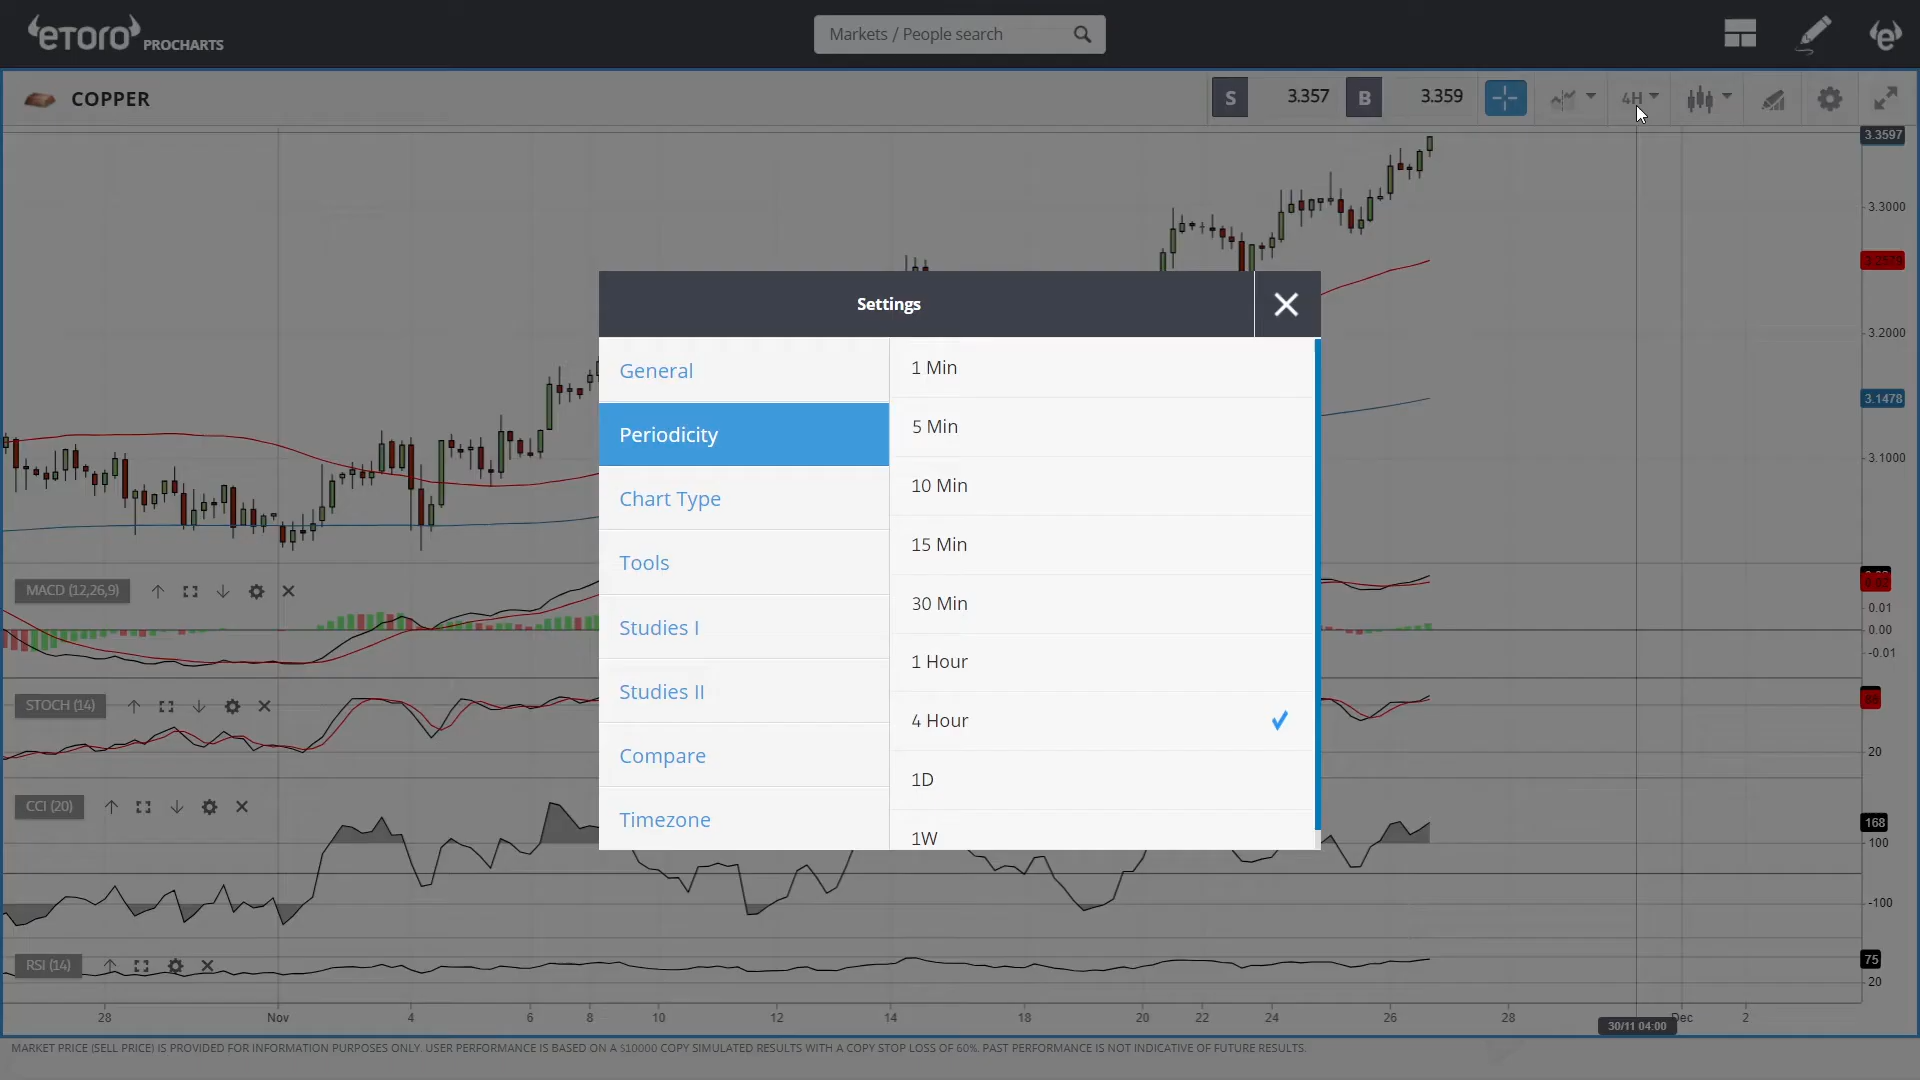 eToro PROCHARTS
Markets / People search
COPPER
S 3.357 B 3.359 4H
3.3597
3.3000
3.2579
3.2000
3.1478
3.1000
Settings
General
Periodicity
Chart Type
Tools
Studies I
Studies II
Compare
Timezone
1 Min
5 Min
10 Min
15 Min
30 Min
1 Hour
4 Hour
1D
1W
MACD (12,26,9)
0.02
0.01
0.00
-0.01
STOCH (14)
20
CCI (20)
168
100
-100
RSI (14)
75
20
28 Nov 4 6 8 10 12 14 18 20 22 24 26 28 Dec 2
30/11 04:00
MARKET PRICE (SELL PRICE) IS PROVIDED FOR INFORMATION PURPOSES ONLY. USER PERFORMANCE IS BASED ON A $10000 COPY SIMULATED RESULTS WITH A COPY STOP LOSS OF 60%. PAST PERFORMANCE IS NOT INDICATIVE OF FUTURE RESULTS.